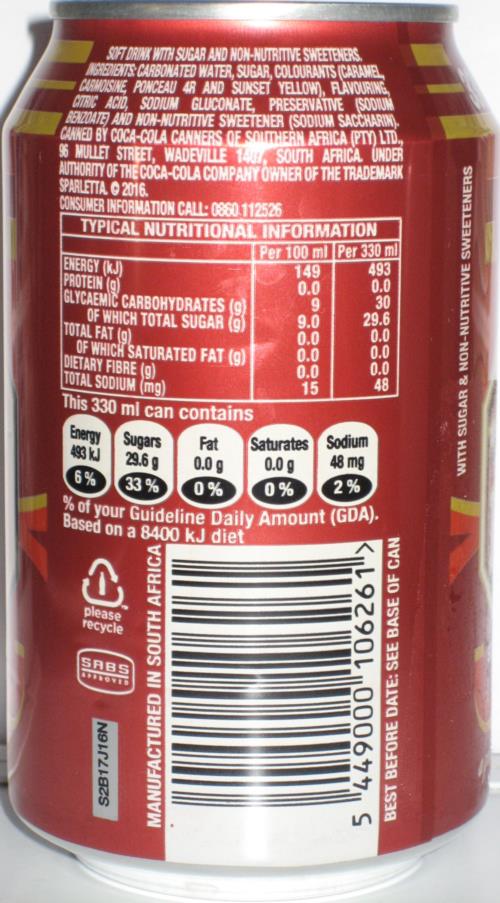 SOFT DRINK WITH SUGAR AND NON-NUTRITIVE SWEETENERS.
INGREDIENTS: CARBONATED WATER, SUGAR, COLOURANTS (CARAMEL,
CARMOISINE, PONCEAU 4R AND SUNSET YELLOW), FLAVOURING,
CITRIC ACID, SODIUM GLUCONATE, PRESERVATIVE (SODIUM
BENZOATE) AND NON-NUTRITIVE SWEETENER (SODIUM SACCHARIN).
CANNED BY COCA-COLA CANNERS OF SOUTHERN AFRICA (PTY) LTD.,
96 MULLET STREET, WADEVILLE 1407, SOUTH AFRICA. UNDER
AUTHORITY OF THE COCA-COLA COMPANY OWNER OF THE TRADEMARK
SPARLETTA. © 2016.
CONSUMER INFORMATION CALL: 0860 112526
TYPICAL NUTRITIONAL INFORMATION
Per 100 ml Per 330 ml
ENERGY (kJ) 149 493
PROTEIN (g) 0.0 0.0
GLYCAEMIC CARBOHYDRATES (g) 9 30
OF WHICH TOTAL SUGAR (g) 9.0 29.6
TOTAL FAT (g) 0.0 0.0
OF WHICH SATURATED FAT (g) 0.0 0.0
DIETARY FIBRE (g) 0.0 0.0
TOTAL SODIUM (mg) 15 48
This 330 ml can contains
Energy Sugars Fat Saturates Sodium
493 kJ 29.6 g 0.0 g 0.0 g 48 mg
6 % 33 % 0 % 0 % 2 %
% of your Guideline Daily Amount (GDA).
Based on a 8400 kJ diet
please
recycle
SABS
APPROVED
S2B17J16N
MANUFACTURED IN SOUTH AFRICA
5 449000 106261 >
BEST BEFORE DATE: SEE BASE OF CAN
WITH SUGAR & NON-NUTRITIVE SWEETENERS